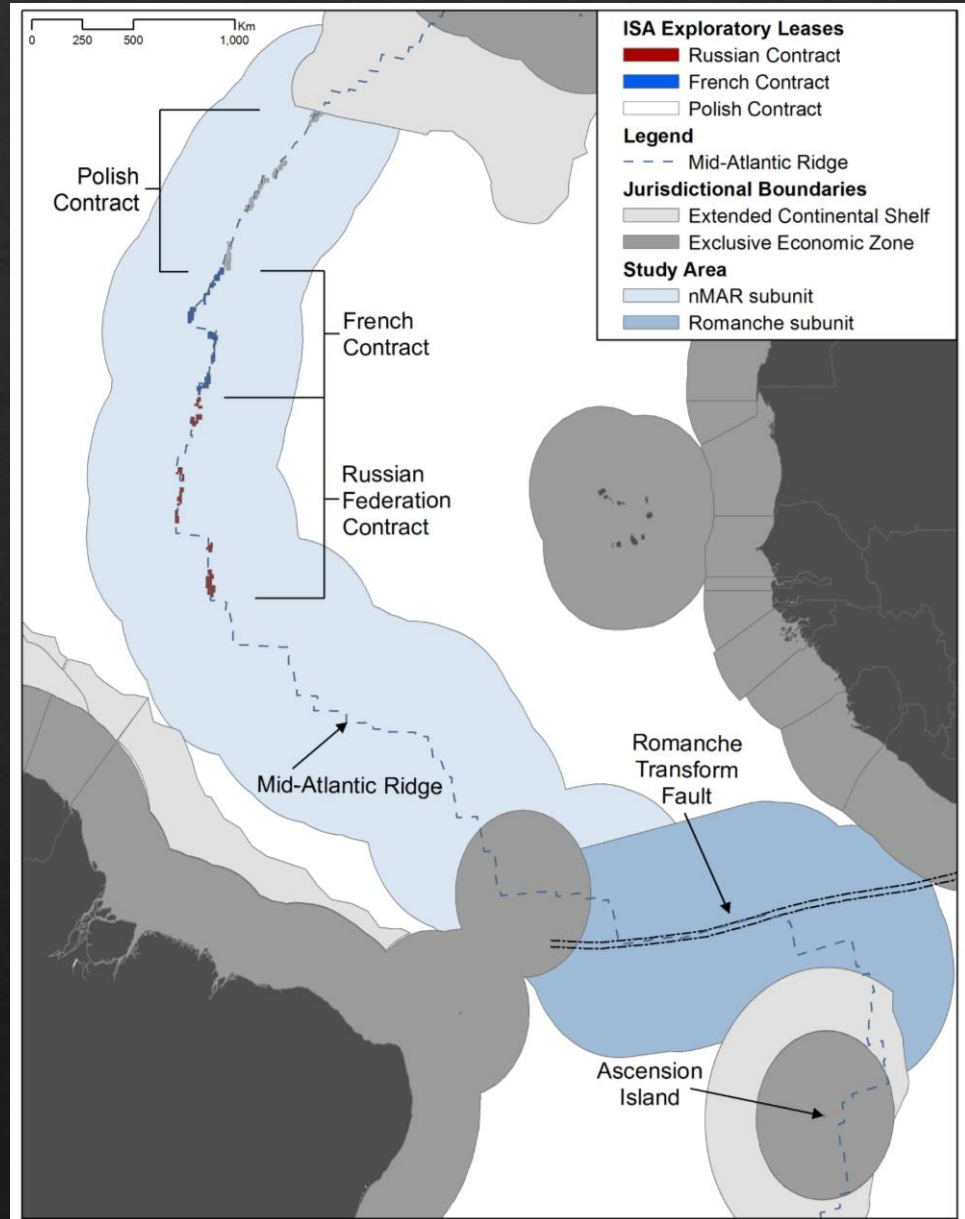 Km
0 250 500 1,000
ISA Exploratory Leases
Russian Contract
French Contract
Polish Contract
Legend
Mid-Atlantic Ridge
Jurisdictional Boundaries
Extended Continental Shelf
Exclusive Economic Zone
Study Area
nMAR subunit
Romanche subunit
Polish
Contract
French
Contract
Russian
Federation
Contract
Mid-Atlantic Ridge
Romanche
Transform
Fault
Ascension
Island